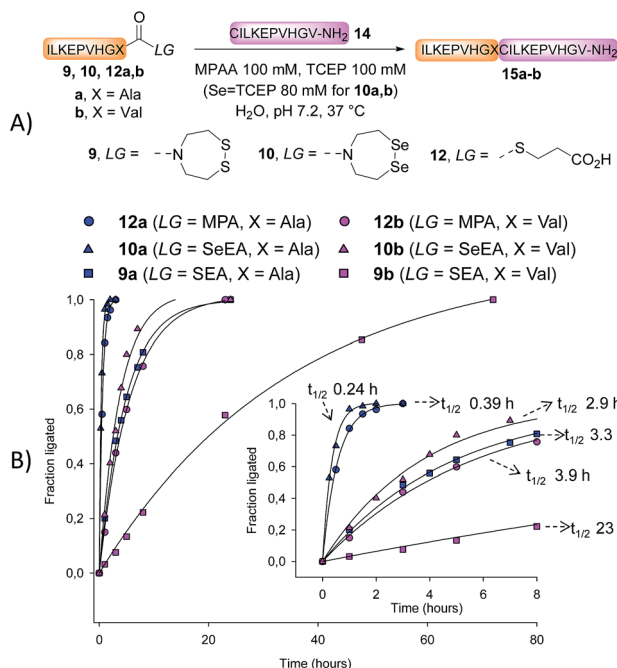 O
ILKEPVHGX
LG
CILKEPVHGV-NH2 14
ILKEPVHGXCILKEPVHGV-NH2
9, 10, 12a,b
MPAA 100 mM, TCEP 100 mM
15a-b
a, X = Ala
(Se=TCEP 80 mM for 10a,b)
b, X = Val
H2O, pH 7.2, 37 °C
A)
9, LG = N S S
10, LG = N Se Se
12, LG = S CO2H
12a (LG = MPA, X = Ala)
12b (LG = MPA, X = Val)
10a (LG = SeEA, X = Ala)
10b (LG = SeEA, X = Val)
9a (LG = SEA, X = Ala)
9b (LG = SEA, X = Val)
B)
Fraction ligated
1,0
0,8
0,6
0,4
0,2
0,0
0
20
40
60
80
Time (hours)
Fraction ligated
1,0
0,8
0,6
0,4
0,2
0,0
0
2
4
6
8
Time (hours)
t1/2 0.24 h
t1/2 0.39 h
t1/2 2.9 h
t1/2 3.3
t1/2 3.9 h
t1/2 23